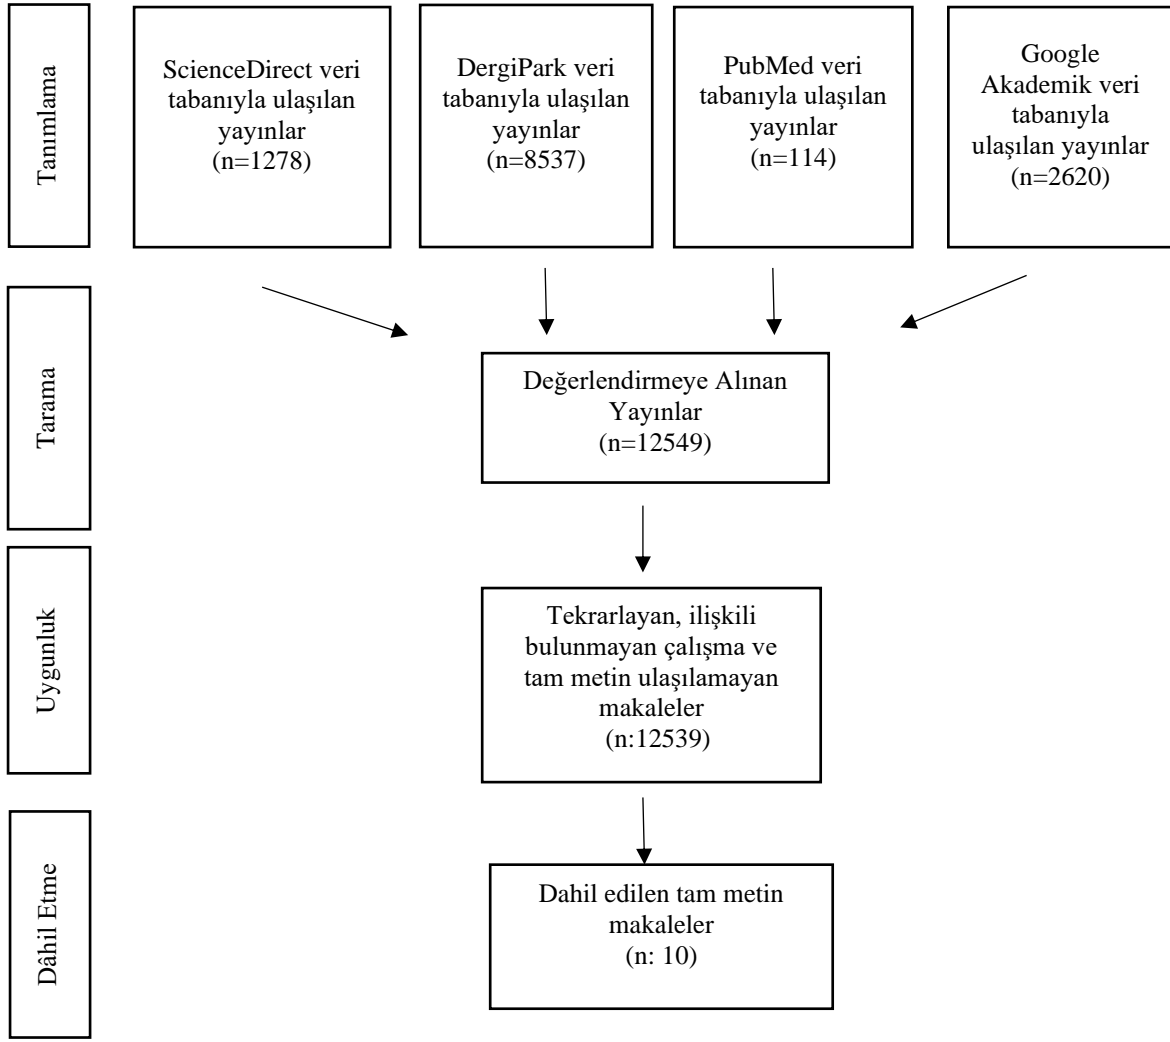 Tanımlama
ScienceDirect veri
tabanıyla ulaşılan
yayınlar
(n=1278)
DergiPark veri
tabanıyla ulaşılan
yayınlar
(n=8537)
PubMed veri
tabanıyla ulaşılan
yayınlar
(n=114)
Google
Akademik veri
tabanıyla
ulaşılan yayınlar
(n=2620)
Tarama
Değerlendirmeye Alınan
Yayınlar
(n=12549)
Uygunluk
Tekrarlayan, ilişkili
bulunmayan çalışma ve
tam metin ulaşılamayan
makaleler
(n:12539)
Dâhil Etme
Dahil edilen tam metin
makaleler
(n: 10)